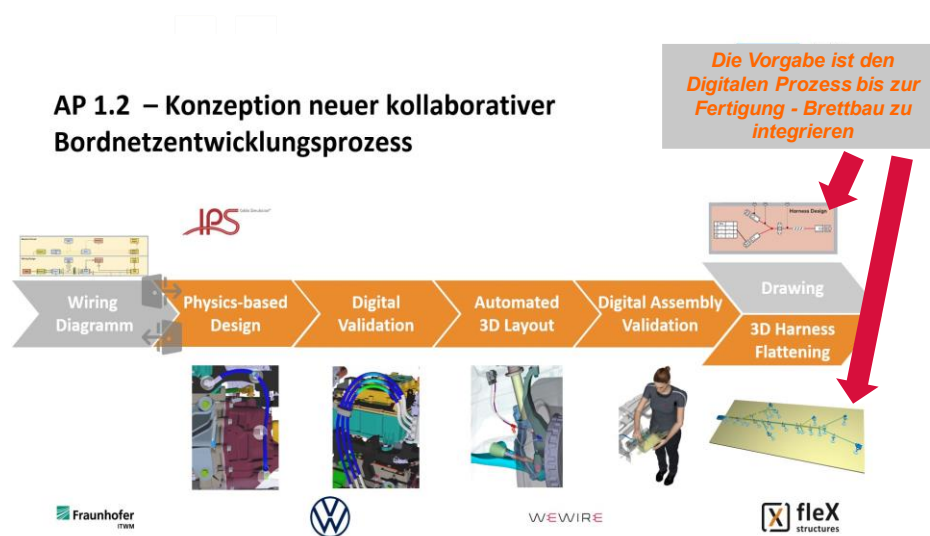 Die Vorgabe ist den
Digitalen Prozess bis zur
Fertigung - Brettbau zu
integrieren
AP 1.2 – Konzeption neuer kollaborativer
Bordnetzentwicklungsprozess
IPS
Harness Design
Wiring
Diagramm
Physics-based
Design
Digital
Validation
Automated
3D Layout
Digital Assembly
Validation
Drawing
3D Harness
Flattening
Fraunhofer
ITWM
WEWIRE
fleX
structures